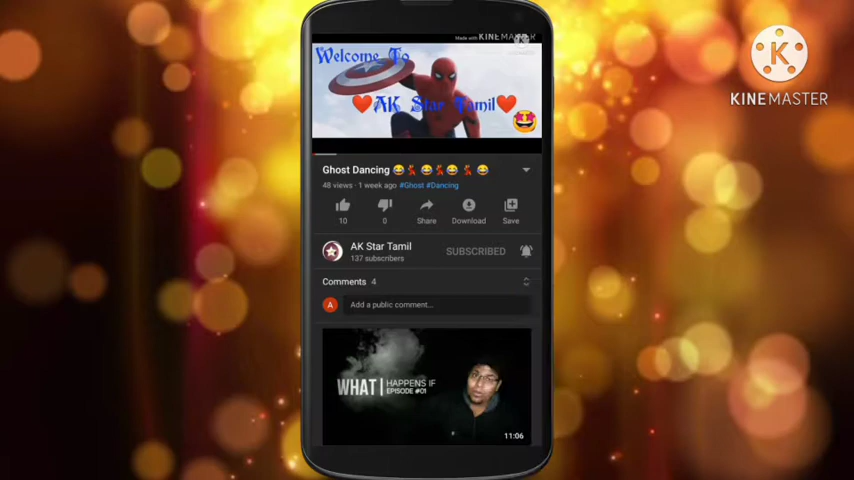 Made with KINEMASTER
Welcome To
AK Star Tamil
K
KINEMASTER
Ghost Dancing 😂💃😂💃😂💃😂
48 views · 1 week ago #Ghost #Dancing
10 0 Share Download Save
AK Star Tamil
137 subscribers
SUBSCRIBED
Comments 4
A Add a public comment...
WHAT HAPPENS IF
EPISODE #01
11:06